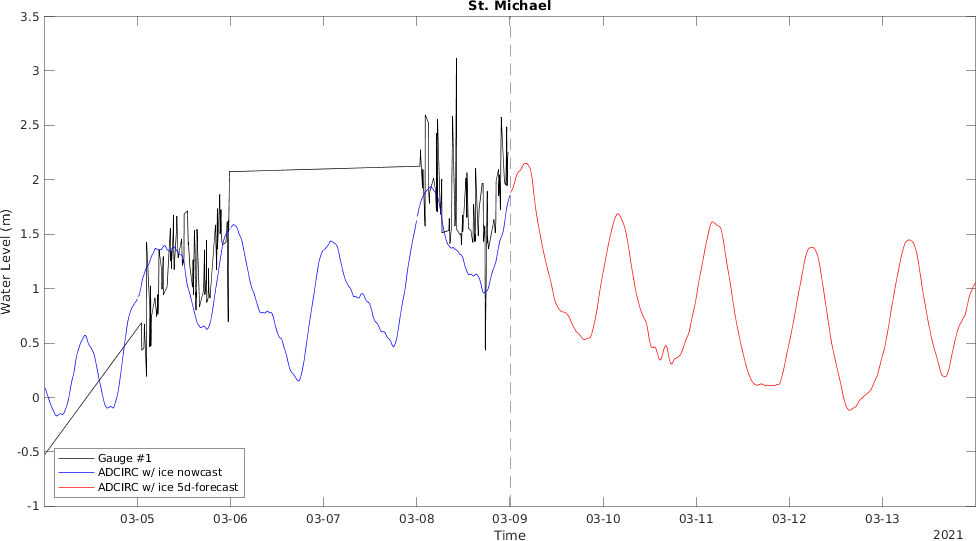 St. Michael
3.5
3
2.5
2
1.5
1
0.5
0
-0.5
-1
Water Level (m)
Gauge #1
ADCIRC w/ ice nowcast
ADCIRC w/ ice 5d-forecast
03-05 03-06 03-07 03-08 03-09 03-10 03-11 03-12 03-13
Time
2021